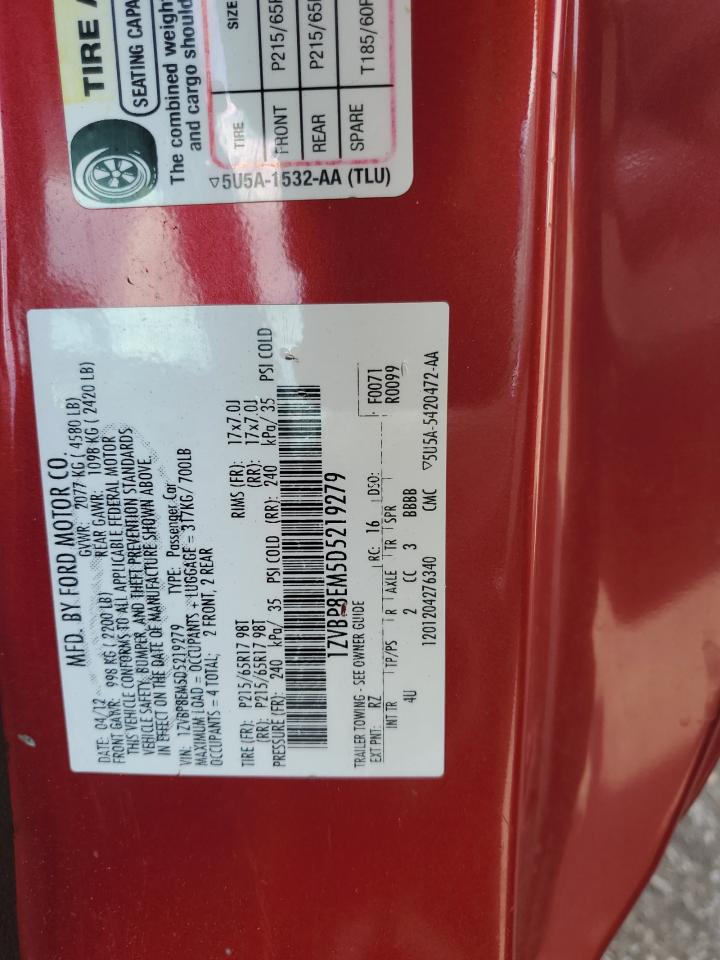 TIRE A
SEATING CAPA
The combined weight
and cargo should
TIRE SIZE
FRONT P215/65R
REAR P215/65R
SPARE T185/60R
5U5A-1532-AA (TLU)
MFD. BY FORD MOTOR CO.
DATE: 04/12 GVWR: 2077 KG ( 4580 LB)
FRONT GAWR: 998 KG ( 2200 LB) REAR GAWR: 1098 KG ( 2420 LB)
THIS VEHICLE CONFORMS TO ALL APPLICABLE FEDERAL MOTOR
VEHICLE SAFETY, BUMPER, AND THEFT PREVENTION STANDARDS
IN EFFECT ON THE DATE OF MANUFACTURE SHOWN ABOVE.
VIN: 1ZVBP8EM5D5219279 TYPE: Passenger Car
MAXIMUM LOAD = OCCUPANTS + LUGGAGE = 317KG/700LB
OCCUPANTS = 4 TOTAL; 2 FRONT, 2 REAR
TIRE (FR): P215/65R17 98T RIMS (FR): 17x7.0J
(RR): P215/65R17 98T (RR): 17x7.0J
PRESSURE (FR): 240 kPa/ 35 PSI COLD (RR): 240 kPa/ 35 PSI COLD
1ZVBP8EM5D5219279
TRAILER TOWING - SEE OWNER GUIDE F0071
EXT PNT: RZ RC: 16 DSO: R0099
INT TR TP/PS R AXLE TR SPR
4U 2 CC 3 BBBB
1201204276340 CMC 5U5A-5420472-AA